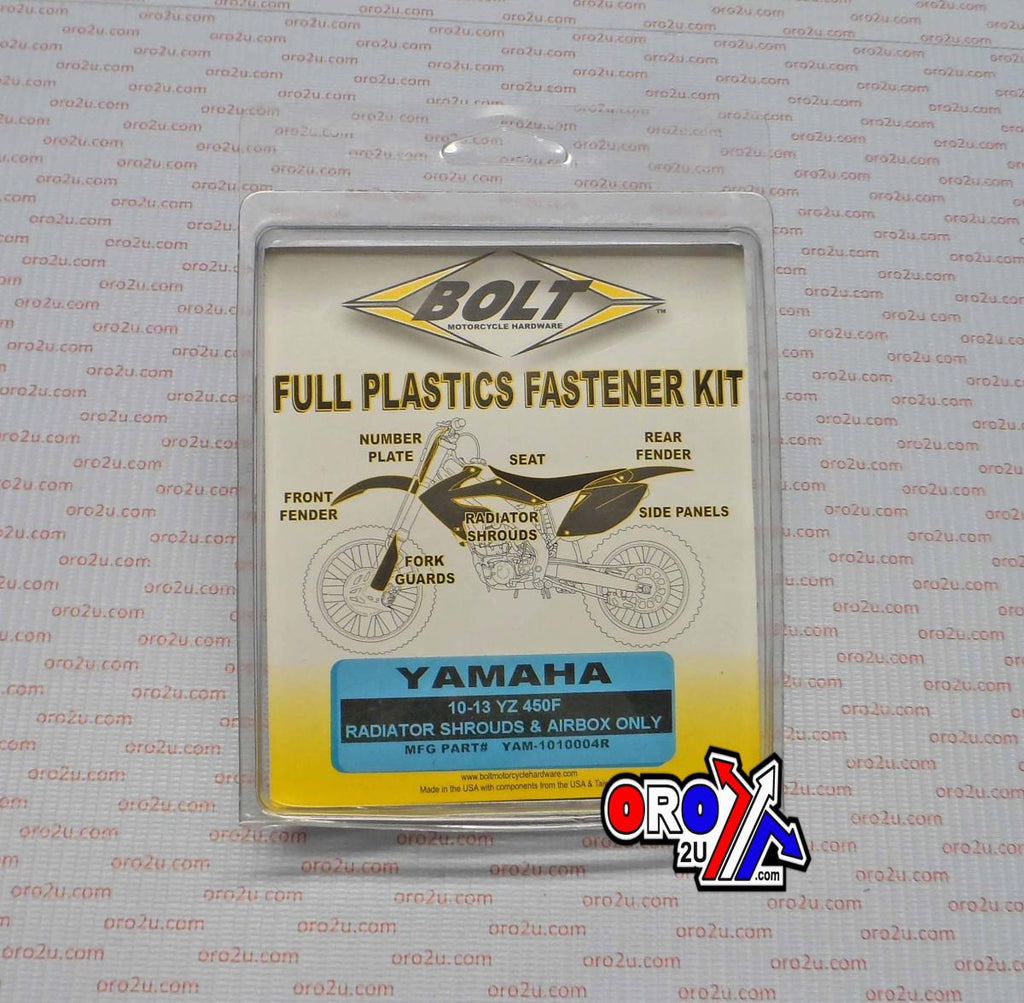 BOLT
MOTORCYCLE HARDWARE
TM
FULL PLASTICS FASTENER KIT
NUMBER
PLATE
SEAT
REAR
FENDER
FRONT
FENDER
RADIATOR
SHROUDS
SIDE PANELS
FORK
GUARDS
YAMAHA
10-13 YZ 450F
RADIATOR SHROUDS & AIRBOX ONLY
MFG PART# YAM-1010004R
www.boltmotorcyclehardware.com
Made in the USA with components from the USA &
ORO
2U
.com
oro2u.com